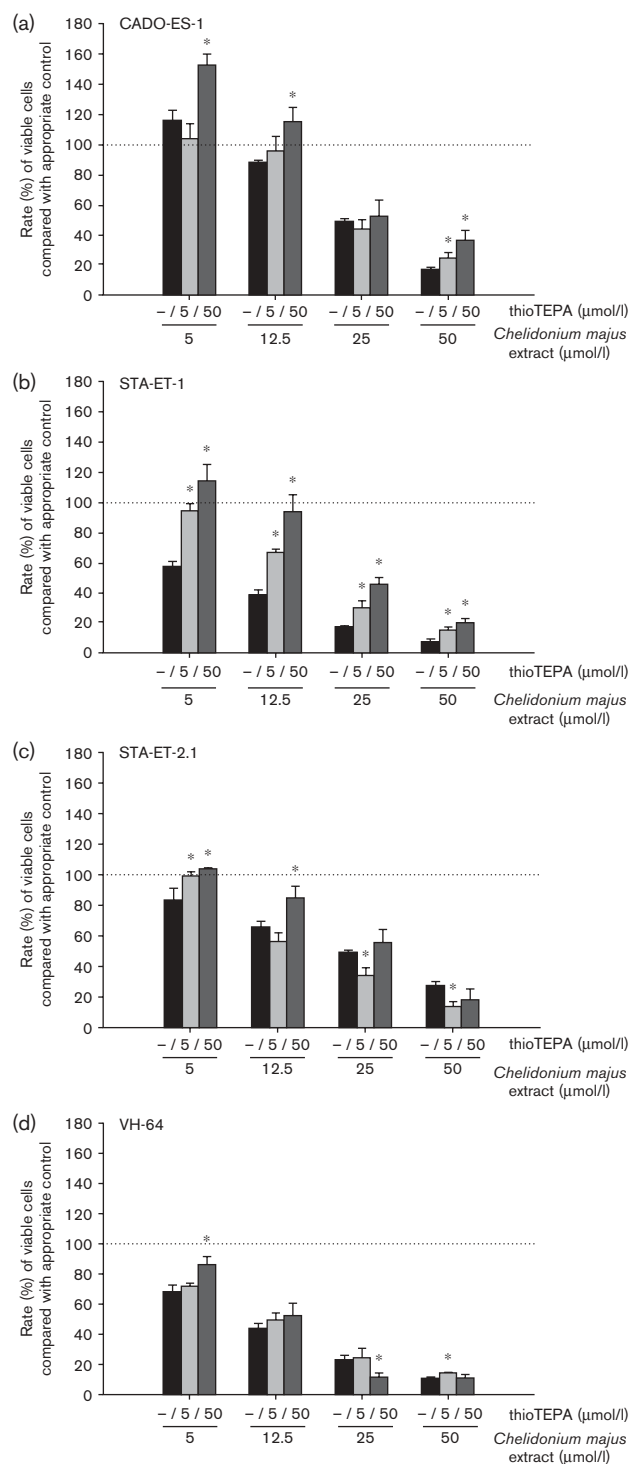 (a)
CADO-ES-1
Rate (%) of viable cells
compared with appropriate control
180
160
140
120
100
80
60
40
20
0
*
*
*
*
– / 5 / 50 – / 5 / 50 – / 5 / 50 – / 5 / 50 thioTEPA (μmol/l)
5 12.5 25 50 Chelidonium majus
extract (μmol/l)
(b)
STA-ET-1
Rate (%) of viable cells
compared with appropriate control
180
160
140
120
100
80
60
40
20
0
*
*
*
*
*
*
*
*
– / 5 / 50 – / 5 / 50 – / 5 / 50 – / 5 / 50 thioTEPA (μmol/l)
5 12.5 25 50 Chelidonium majus
extract (μmol/l)
(c)
STA-ET-2.1
Rate (%) of viable cells
compared with appropriate control
180
160
140
120
100
80
60
40
20
0
* *
*
*
*
– / 5 / 50 – / 5 / 50 – / 5 / 50 – / 5 / 50 thioTEPA (μmol/l)
5 12.5 25 50 Chelidonium majus
extract (μmol/l)
(d)
VH-64
Rate (%) of viable cells
compared with appropriate control
180
160
140
120
100
80
60
40
20
0
*
*
*
– / 5 / 50 – / 5 / 50 – / 5 / 50 – / 5 / 50 thioTEPA (μmol/l)
5 12.5 25 50 Chelidonium majus
extract (μmol/l)